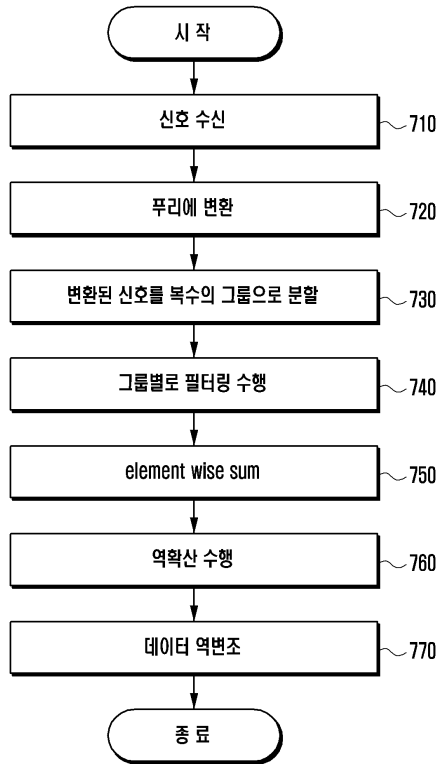 시 작
신호 수신
710
푸리에 변환
720
변환된 신호를 복수의 그룹으로 분할
730
그룹별로 필터링 수행
740
element wise sum
750
역확산 수행
760
데이터 역변조
770
종 료